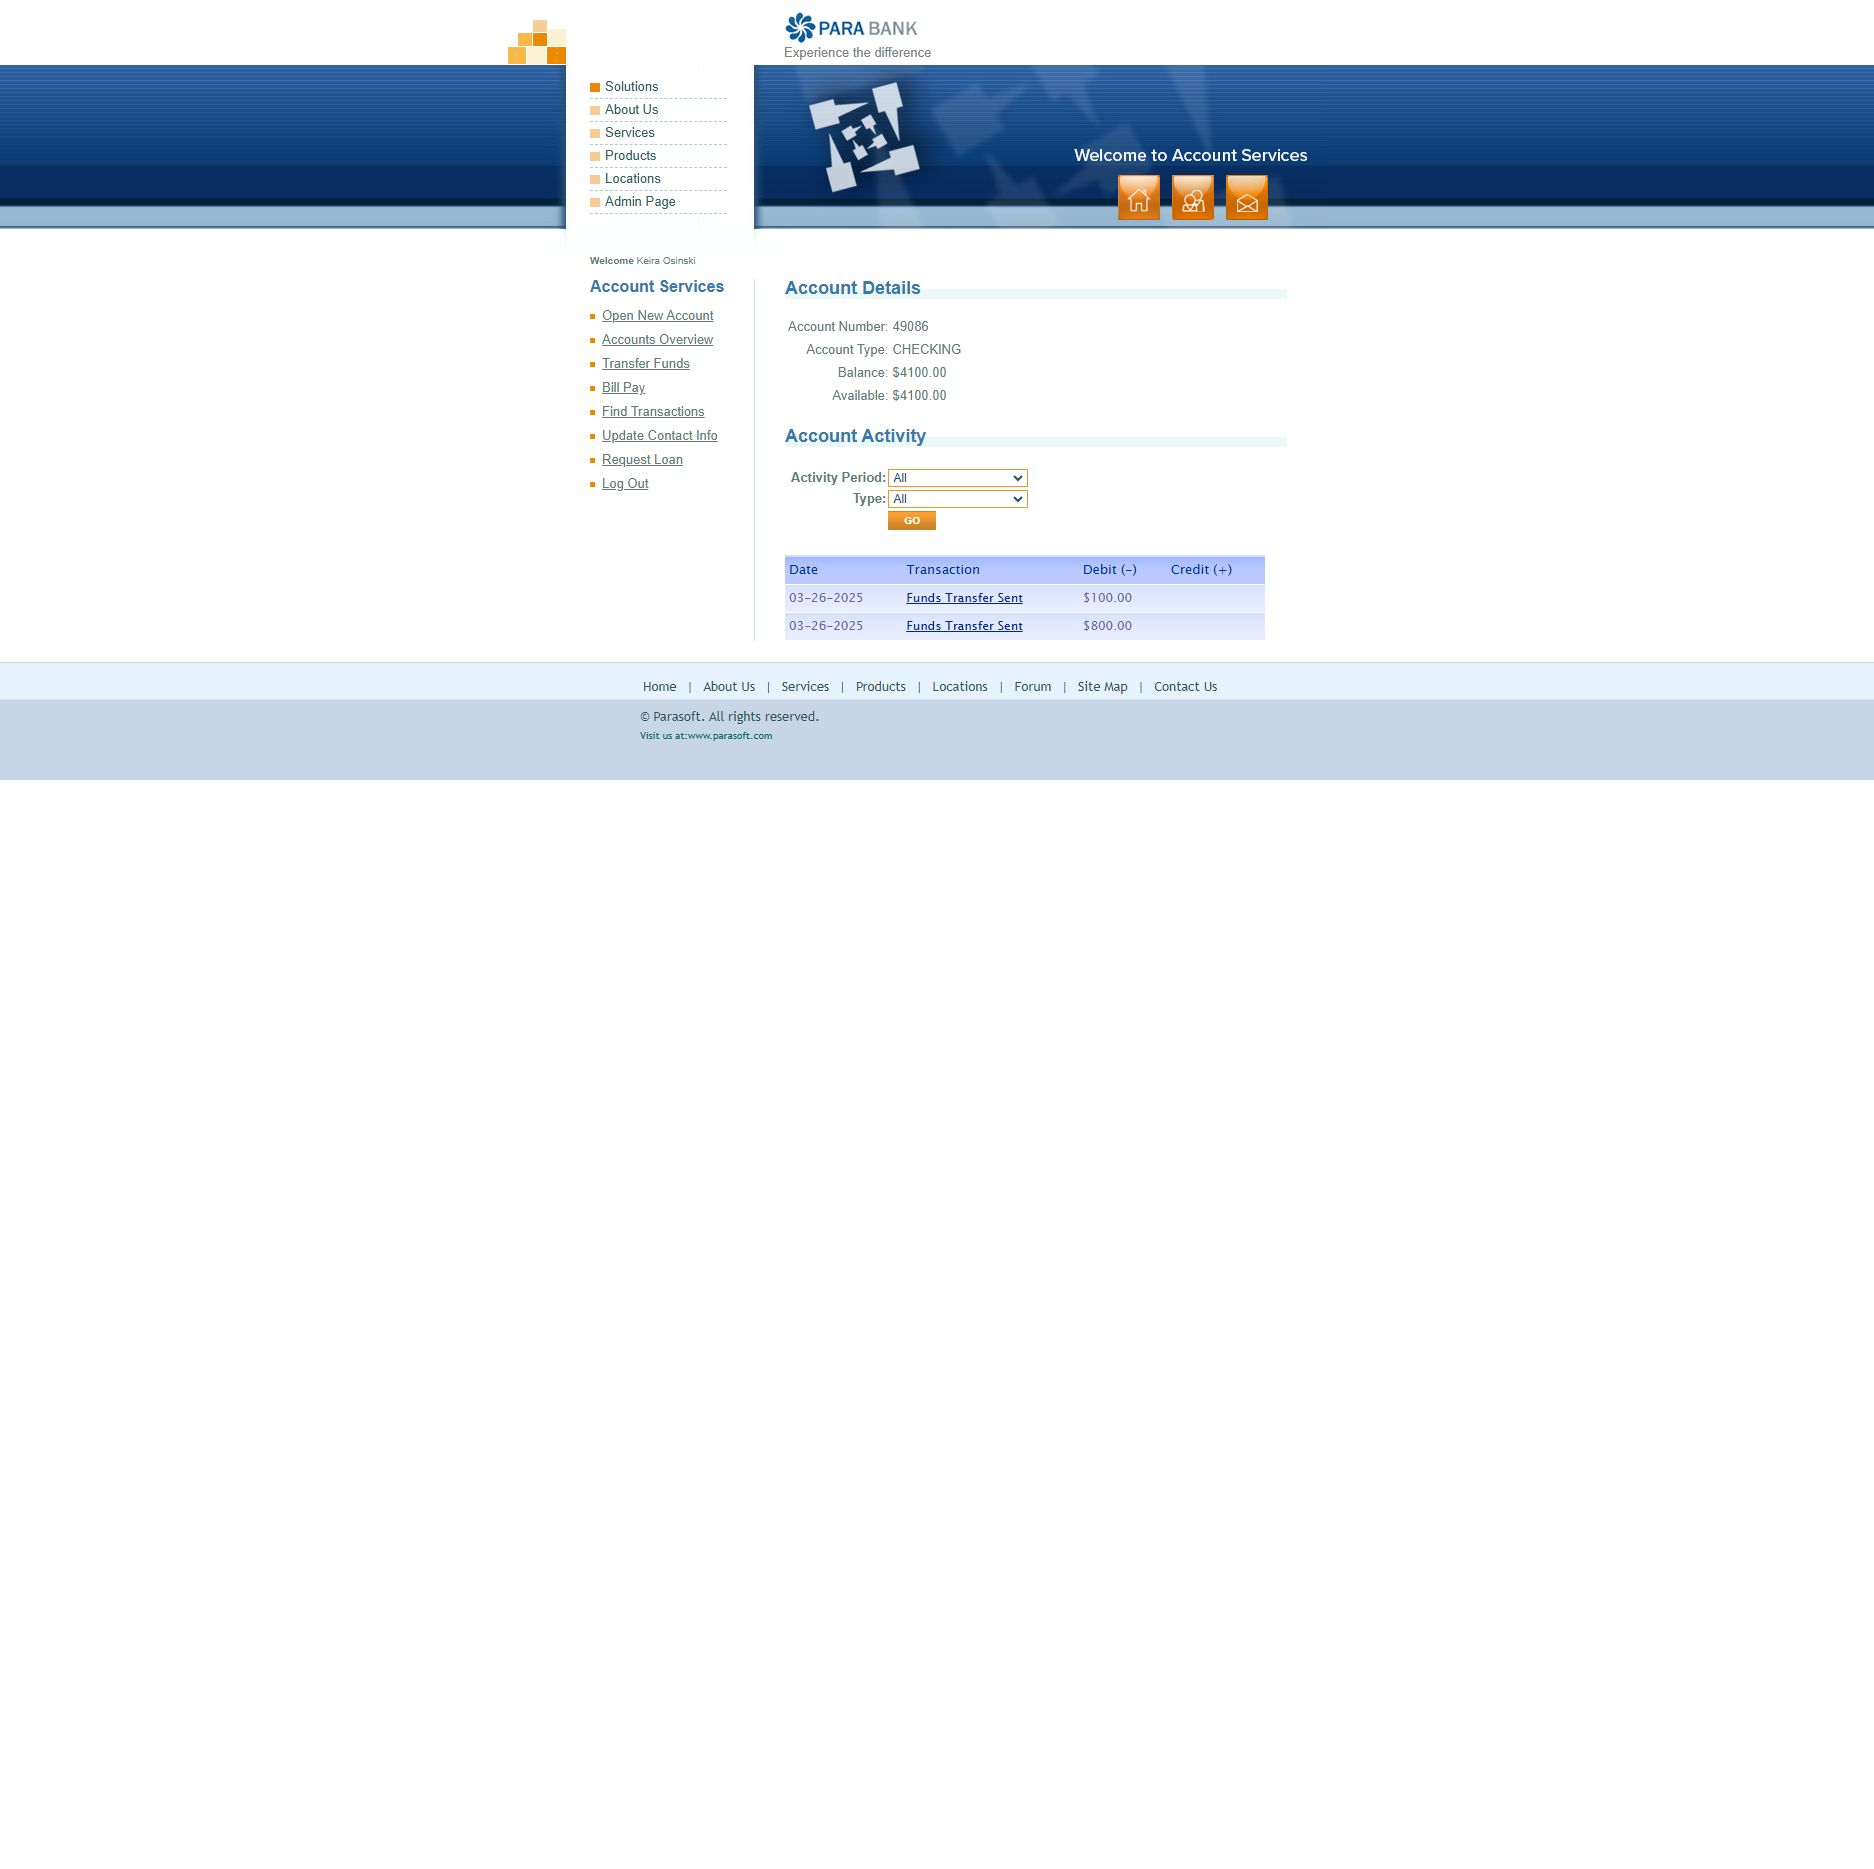 PARA BANK
Experience the difference
Solutions
About Us
Services
Products
Locations
Admin Page
Welcome to Account Services
Welcome Keira Osinski
Account Services
Open New Account
Accounts Overview
Transfer Funds
Bill Pay
Find Transactions
Update Contact Info
Request Loan
Log Out
Account Details
Account Number: 49086
Account Type: CHECKING
Balance: $4100.00
Available: $4100.00
Account Activity
Activity Period: All
Type: All
GO
Date Transaction Debit (-) Credit (+)
03-26-2025 Funds Transfer Sent $100.00
03-26-2025 Funds Transfer Sent $800.00
Home | About Us | Services | Products | Locations | Forum | Site Map | Contact Us
© Parasoft. All rights reserved.
Visit us at:www.parasoft.com